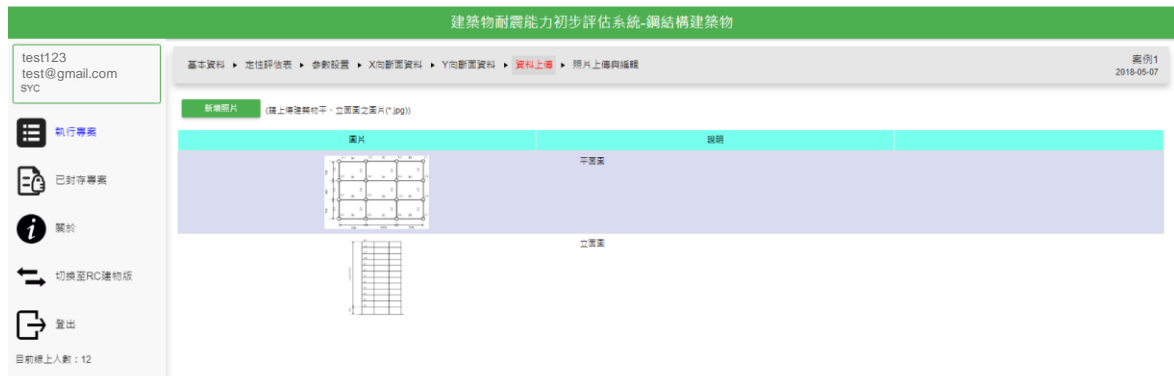 建築物耐震能力初步評估系統-鋼結構建築物
test123
test@gmail.com
SYC
執行專案
已封存專案
關於
切換至RC建物版
登出
目前線上人數：12
基本資料 ▸ 定性評估表 ▸ 參數設置 ▸ X向斷面資料 ▸ Y向斷面資料 ▸ 資料上傳 ▸ 照片上傳與編輯
案例1
2018-05-07
新增照片 (請上傳建築物平、立面圖之圖片(*.jpg))
圖片 說明
平面圖
立面圖